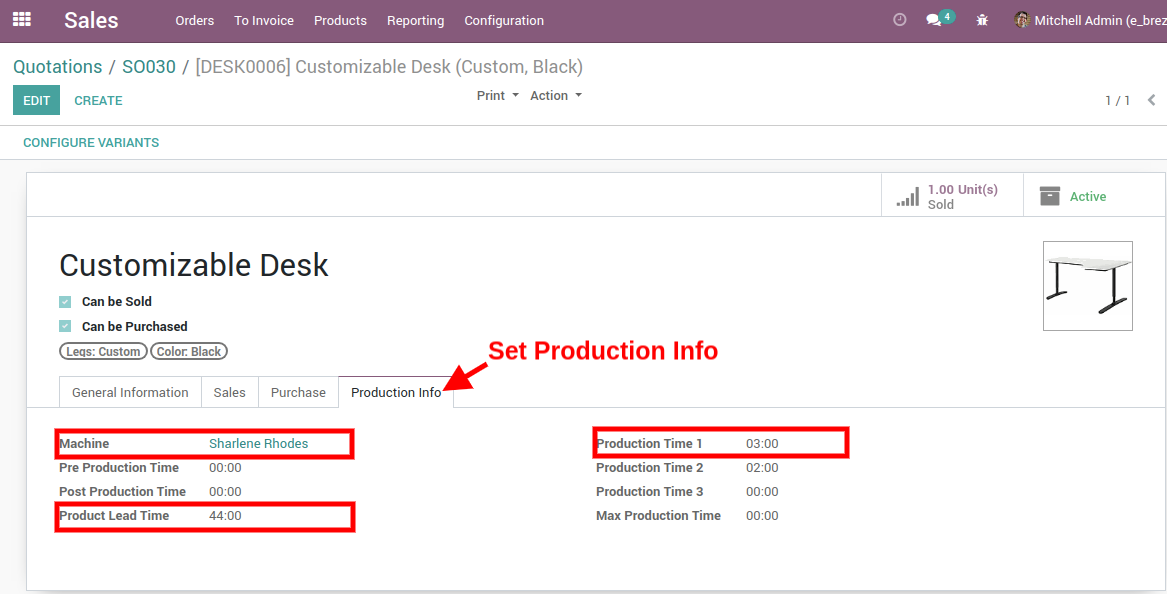 Sales Orders To Invoice Products Reporting Configuration 4 Mitchell Admin (e_brez
Quotations / SO030 / [DESK0006] Customizable Desk (Custom, Black)
EDIT CREATE Print Action 1 / 1
CONFIGURE VARIANTS
1.00 Unit(s)
Sold
Active
Customizable Desk
Can be Sold
Can be Purchased
Legs: Custom Color: Black
Set Production Info
General Information Sales Purchase Production Info
Machine Sharlene Rhodes
Pre Production Time 00:00
Post Production Time 00:00
Product Lead Time 44:00
Production Time 1 03:00
Production Time 2 02:00
Production Time 3 00:00
Max Production Time 00:00